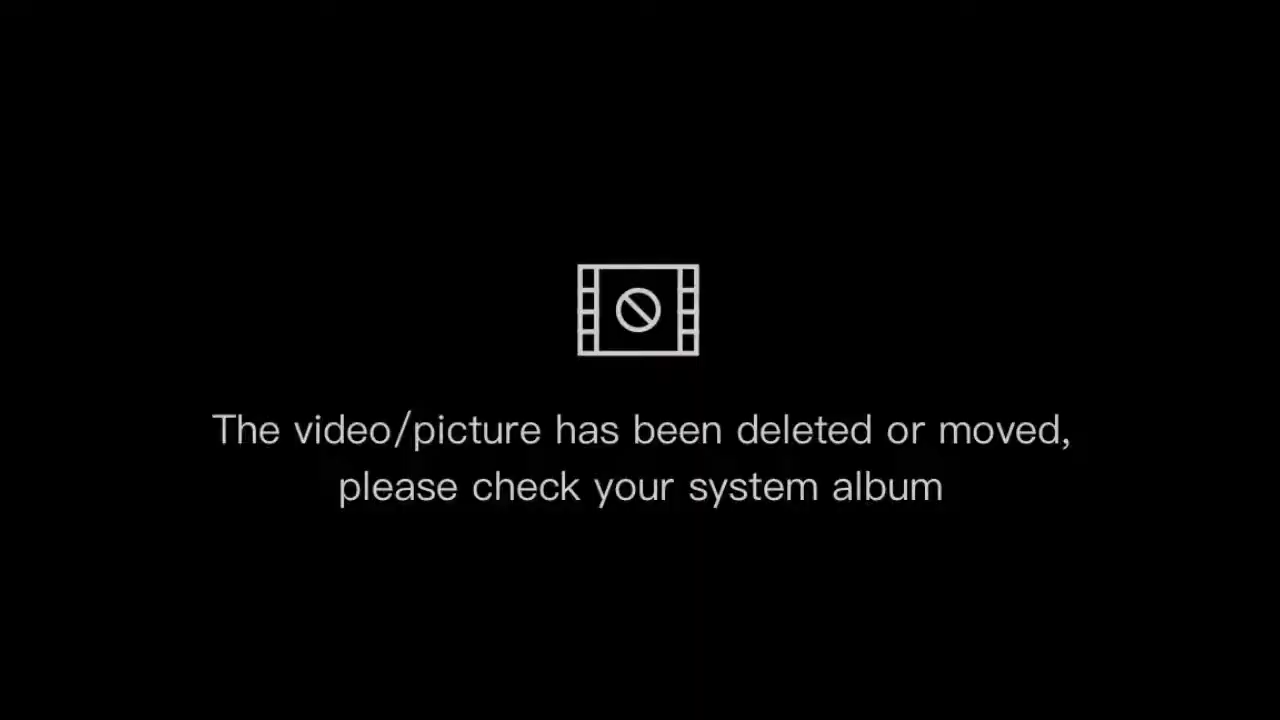 The video/picture has been deleted or moved,
please check your system album